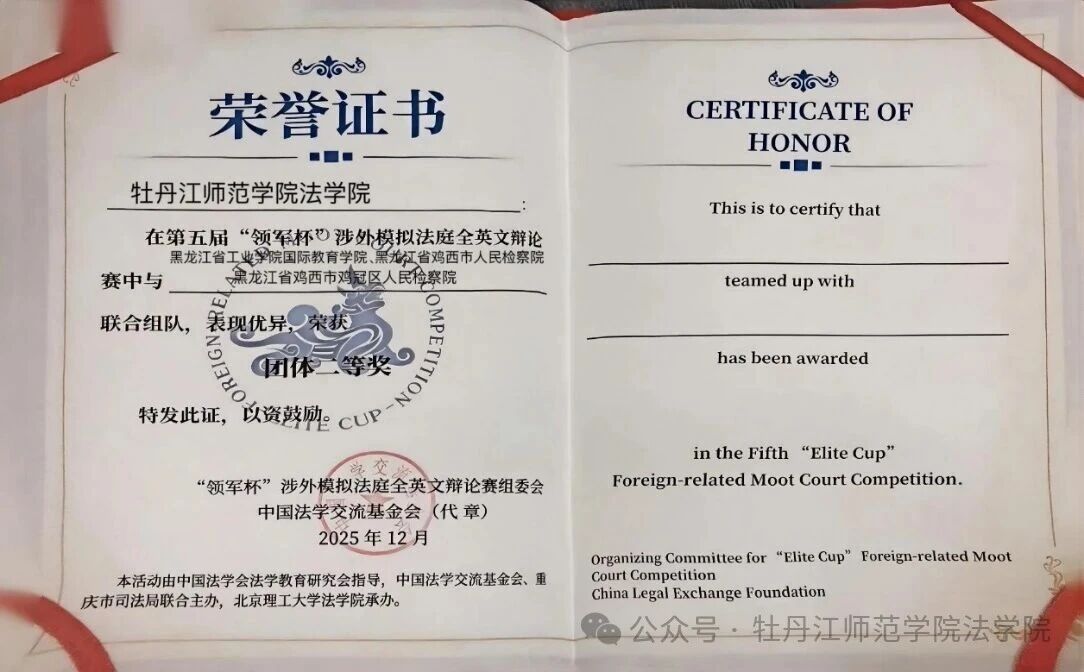 荣誉证书
牡丹江师范学院法学院：
在第五届“领军杯”涉外模拟法庭全英文辩论
黑龙江省工业学院国际教育学院、黑龙江省鸡西市人民检察院
赛中与 黑龙江省鸡西市鸡冠区人民检察院
联合组队，表现优异，荣获
团体二等奖
特发此证，以资鼓励。
“领军杯”涉外模拟法庭全英文辩论赛组委会
中国法学交流基金会（代章）
2025年12月
本活动由中国法学会法学教育研究会指导，中国法学交流基金会、重
庆市司法局联合主办，北京理工大学法学院承办。
CERTIFICATE OF
HONOR
This is to certify that
teamed up with
has been awarded
in the Fifth “Elite Cup”
Foreign-related Moot Court Competition.
Organizing Committee for “Elite Cup” Foreign-related Moot
Court Competition
China Legal Exchange Foundation
公众号·牡丹江师范学院法学院